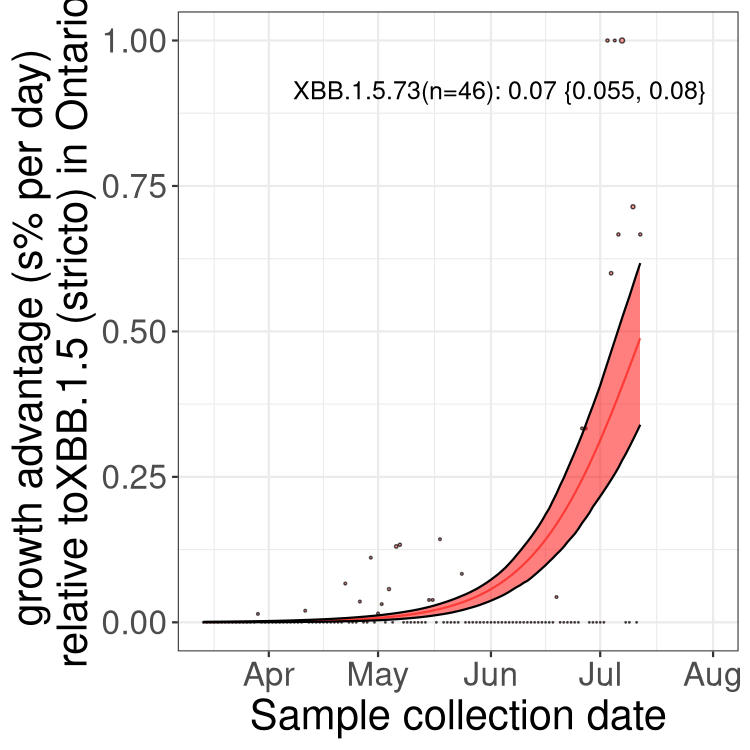 growth advantage (s% per day)
relative toXBB.1.5 (stricto) in Ontario
1.00
0.75
0.50
0.25
0.00
XBB.1.5.73(n=46): 0.07 {0.055, 0.08}
Apr
May
Jun
Jul
Aug
Sample collection date